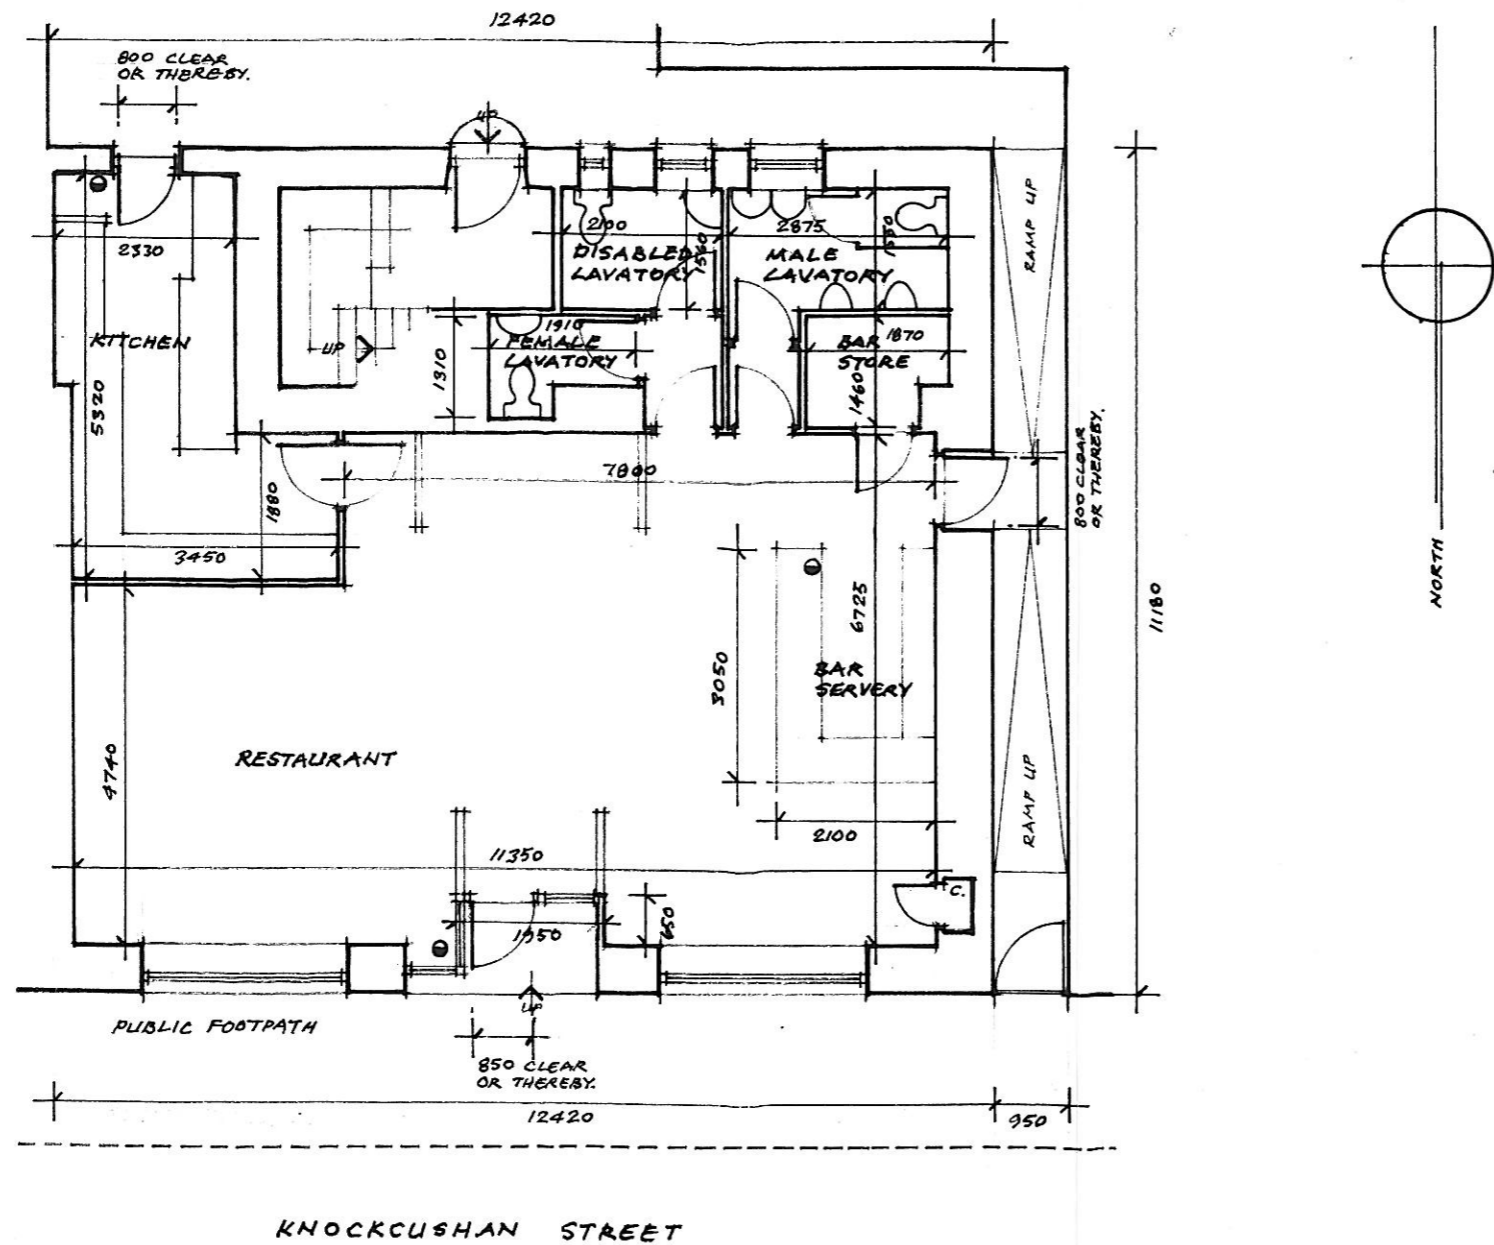 12420
800 CLEAR
OR THEREBY.
UP
2330
2100
2875
DISABLED
LAVATORY
1560
MALE
LAVATORY
RAMP UP
KITCHEN
UP
1910
FEMALE
LAVATORY
1310
BAR
STORE
1870
1460
5320
7800
1880
3450
800 CLEAR
OR THEREBY.
11180
NORTH
6725
3050
BAR
SERVERY
RESTAURANT
4740
2100
RAMP UP
11350
C.
650
1950
UP
PUBLIC FOOTPATH
850 CLEAR
OR THEREBY.
12420
950
KNOCKCUSHAN STREET